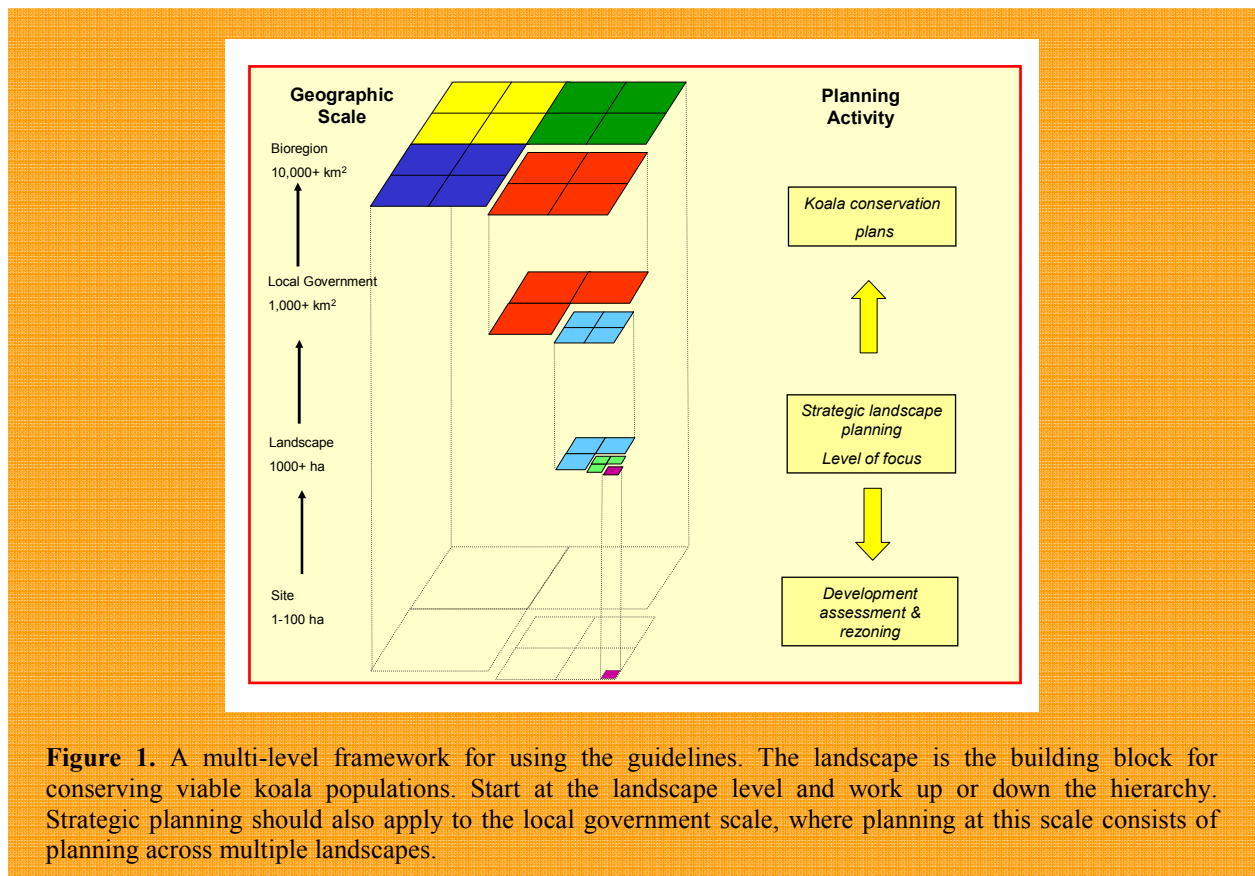 Geographic
Scale
Planning
Activity
Bioregion
10,000+ km²
Koala conservation
plans
Local Government
1,000+ km²
Strategic landscape
planning
Level of focus
Landscape
1000+ ha
Development
assessment &
rezoning
Site
1-100 ha
Figure 1. A multi-level framework for using the guidelines. The landscape is the building block for
conserving viable koala populations. Start at the landscape level and work up or down the hierarchy.
Strategic planning should also apply to the local government scale, where planning at this scale consists of
planning across multiple landscapes.